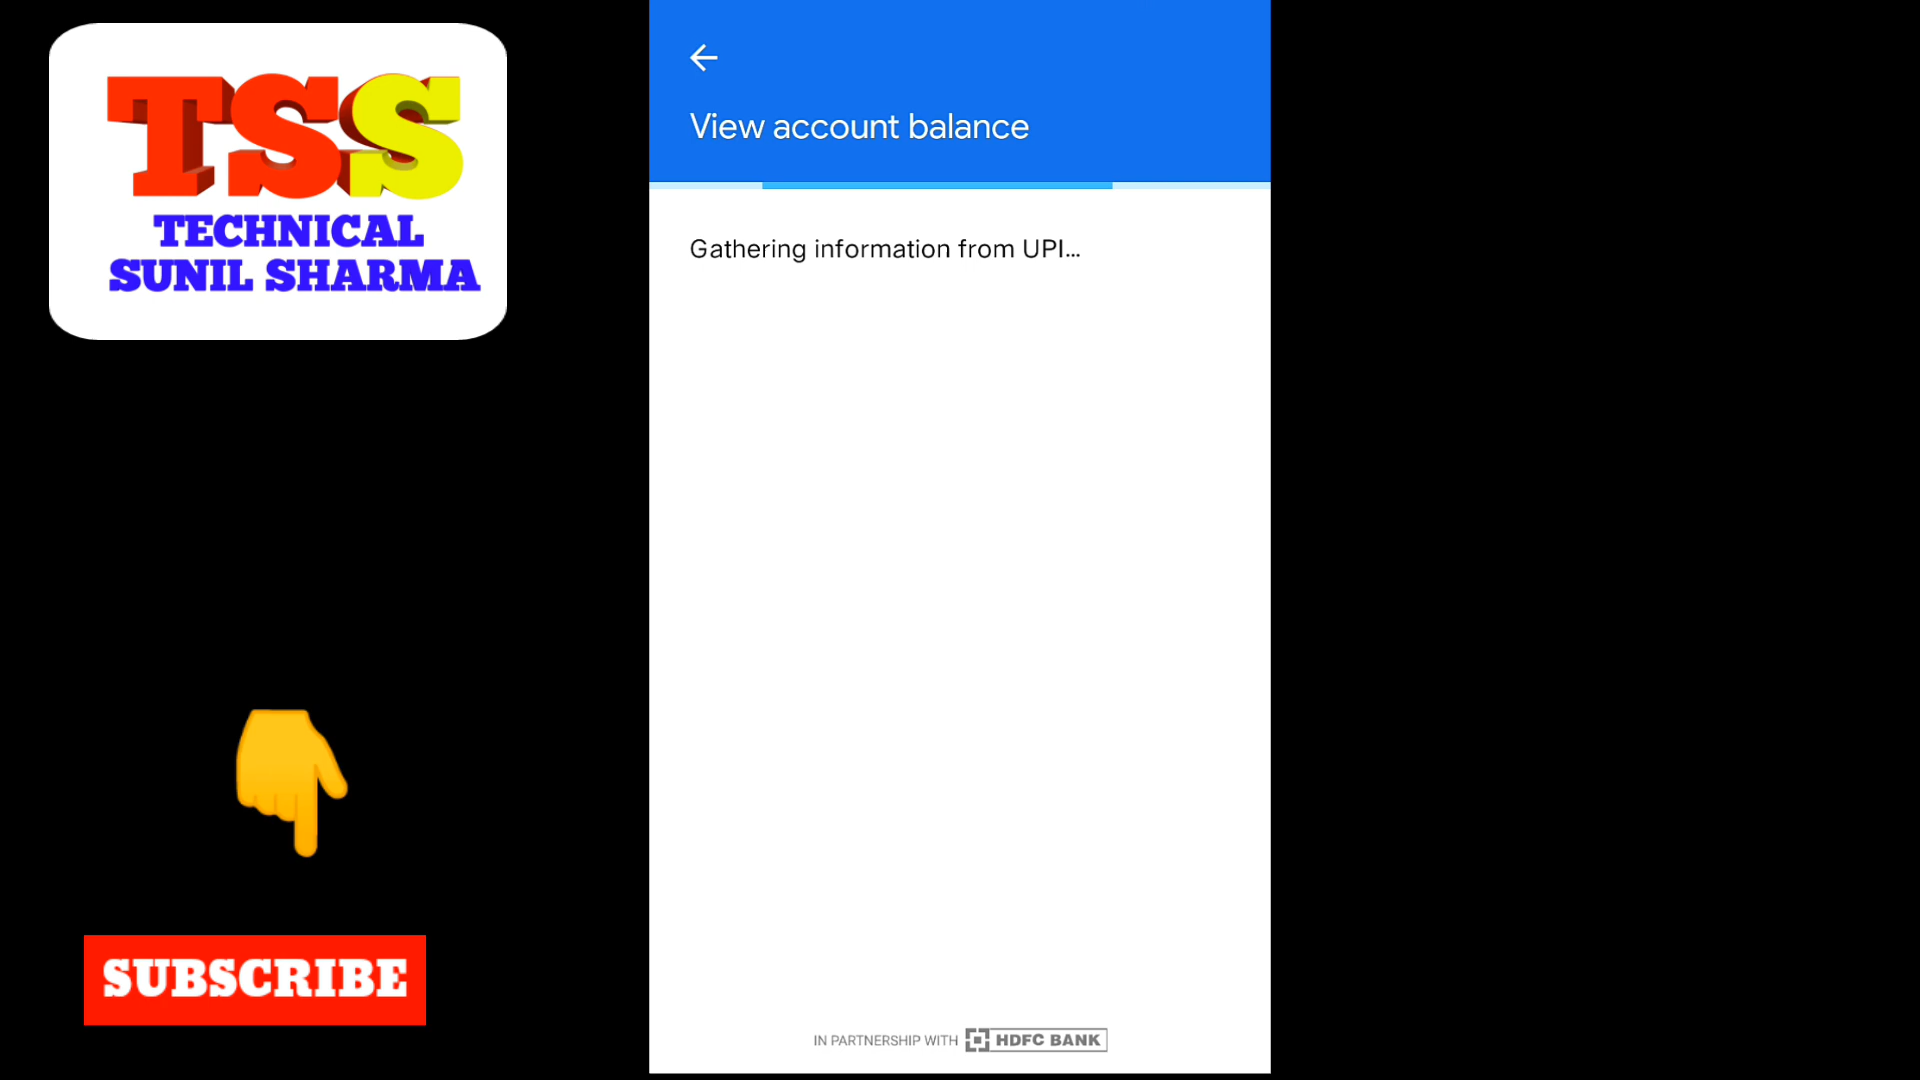 TSS
TECHNICAL
SUNIL SHARMA
SUBSCRIBE
View account balance
Gathering information from UPI...
IN PARTNERSHIP WITH HDFC BANK